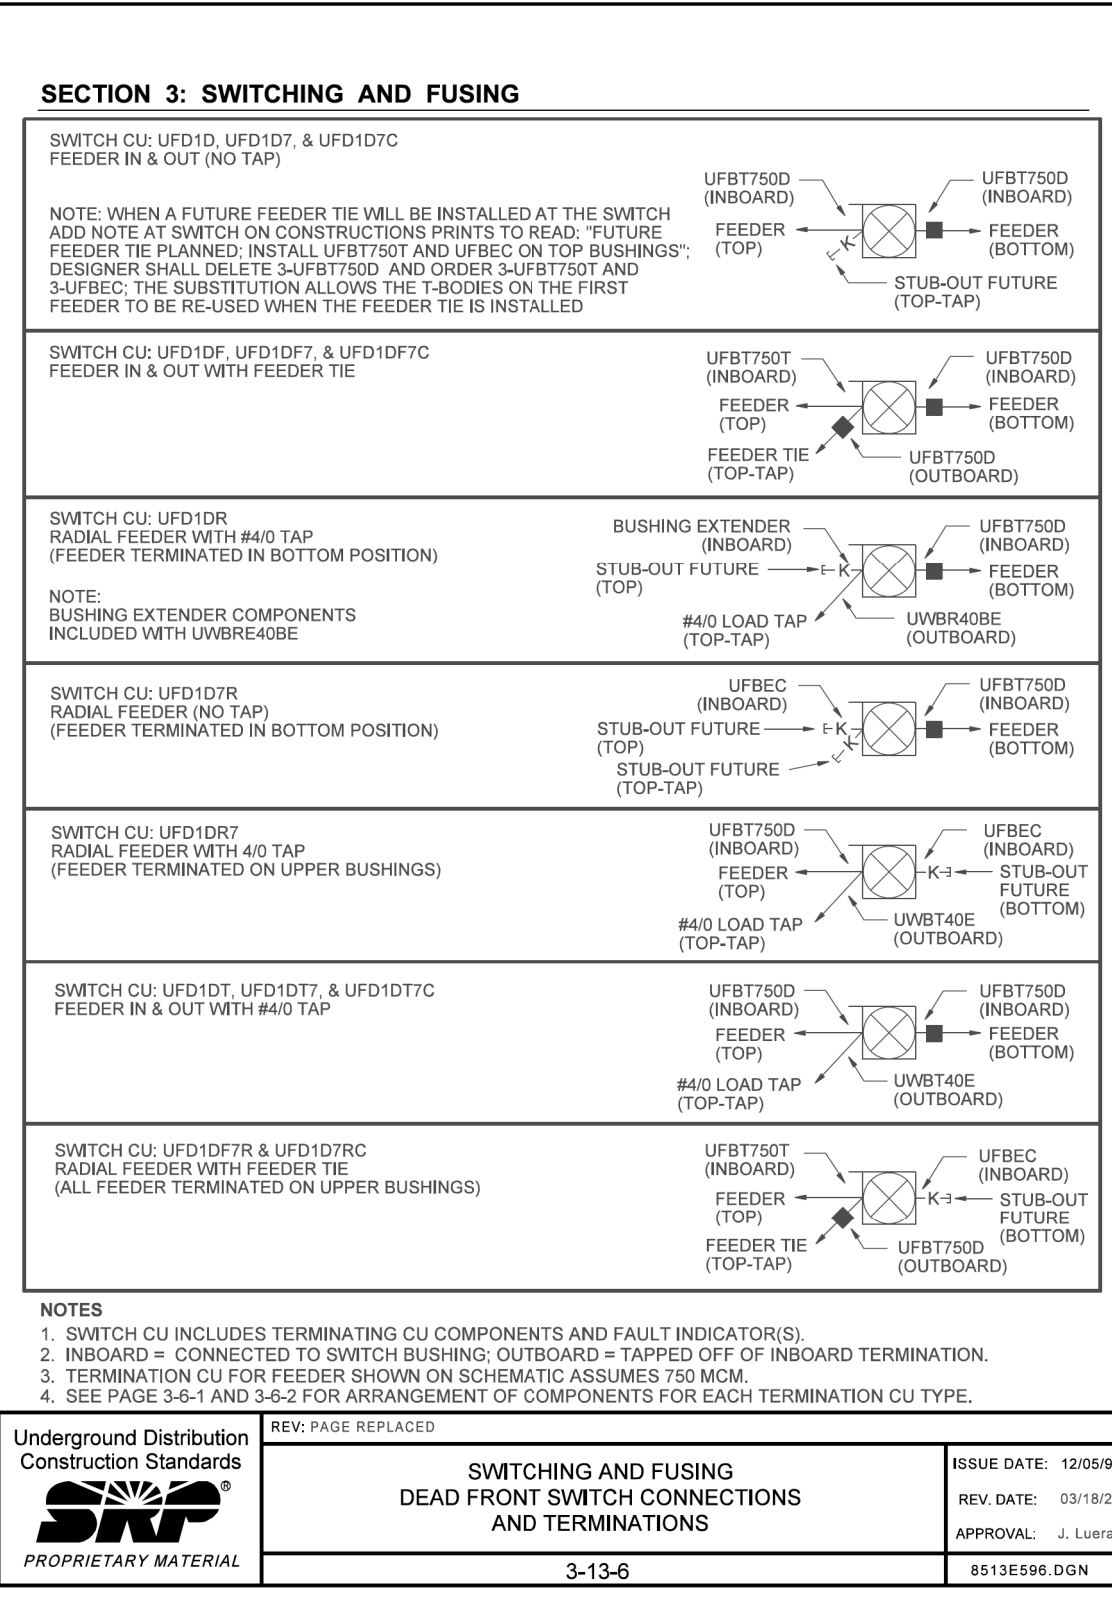 SECTION 3: SWITCHING AND FUSING
SWITCH CU: UFD1D, UFD1D7, & UFD1D7C
FEEDER IN & OUT (NO TAP)
NOTE: WHEN A FUTURE FEEDER TIE WILL BE INSTALLED AT THE SWITCH
ADD NOTE AT SWITCH ON CONSTRUCTIONS PRINTS TO READ: "FUTURE
FEEDER TIE PLANNED; INSTALL UFBT750T AND UFBEC ON TOP BUSHINGS";
DESIGNER SHALL DELETE 3-UFBT750D AND ORDER 3-UFBT750T AND
3-UFBEC; THE SUBSTITUTION ALLOWS THE T-BODIES ON THE FIRST
FEEDER TO BE RE-USED WHEN THE FEEDER TIE IS INSTALLED
UFBT750D
(INBOARD)
FEEDER
(TOP)
K
UFBT750D
(INBOARD)
FEEDER
(BOTTOM)
STUB-OUT FUTURE
(TOP-TAP)
SWITCH CU: UFD1DF, UFD1DF7, & UFD1DF7C
FEEDER IN & OUT WITH FEEDER TIE
UFBT750T
(INBOARD)
FEEDER
(TOP)
FEEDER TIE
(TOP-TAP)
UFBT750D
(INBOARD)
FEEDER
(BOTTOM)
UFBT750D
(OUTBOARD)
SWITCH CU: UFD1DR
RADIAL FEEDER WITH #4/0 TAP
(FEEDER TERMINATED IN BOTTOM POSITION)
NOTE:
BUSHING EXTENDER COMPONENTS
INCLUDED WITH UWBRE40BE
BUSHING EXTENDER
(INBOARD)
STUB-OUT FUTURE
(TOP)
K
#4/0 LOAD TAP
(TOP-TAP)
UFBT750D
(INBOARD)
FEEDER
(BOTTOM)
UWBR40BE
(OUTBOARD)
SWITCH CU: UFD1D7R
RADIAL FEEDER (NO TAP)
(FEEDER TERMINATED IN BOTTOM POSITION)
UFBEC
(INBOARD)
STUB-OUT FUTURE
(TOP)
K
K
STUB-OUT FUTURE
(TOP-TAP)
UFBT750D
(INBOARD)
FEEDER
(BOTTOM)
SWITCH CU: UFD1DR7
RADIAL FEEDER WITH 4/0 TAP
(FEEDER TERMINATED ON UPPER BUSHINGS)
UFBT750D
(INBOARD)
FEEDER
(TOP)
#4/0 LOAD TAP
(TOP-TAP)
UFBEC
(INBOARD)
K
STUB-OUT
FUTURE
(BOTTOM)
UWBT40E
(OUTBOARD)
SWITCH CU: UFD1DT, UFD1DT7, & UFD1DT7C
FEEDER IN & OUT WITH #4/0 TAP
UFBT750D
(INBOARD)
FEEDER
(TOP)
#4/0 LOAD TAP
(TOP-TAP)
UFBT750D
(INBOARD)
FEEDER
(BOTTOM)
UWBT40E
(OUTBOARD)
SWITCH CU: UFD1DF7R & UFD1D7RC
RADIAL FEEDER WITH FEEDER TIE
(ALL FEEDER TERMINATED ON UPPER BUSHINGS)
UFBT750T
(INBOARD)
FEEDER
(TOP)
FEEDER TIE
(TOP-TAP)
UFBEC
(INBOARD)
K
STUB-OUT
FUTURE
(BOTTOM)
UFBT750D
(OUTBOARD)
NOTES
1. SWITCH CU INCLUDES TERMINATING CU COMPONENTS AND FAULT INDICATOR(S).
2. INBOARD = CONNECTED TO SWITCH BUSHING; OUTBOARD = TAPPED OFF OF INBOARD TERMINATION.
3. TERMINATION CU FOR FEEDER SHOWN ON SCHEMATIC ASSUMES 750 MCM.
4. SEE PAGE 3-6-1 AND 3-6-2 FOR ARRANGEMENT OF COMPONENTS FOR EACH TERMINATION CU TYPE.
Underground Distribution
Construction Standards
SRP®
PROPRIETARY MATERIAL
REV: PAGE REPLACED
SWITCHING AND FUSING
DEAD FRONT SWITCH CONNECTIONS
AND TERMINATIONS
3-13-6
ISSUE DATE: 12/05/9
REV. DATE: 03/18/2
APPROVAL: J. Luera
8513E596.DGN